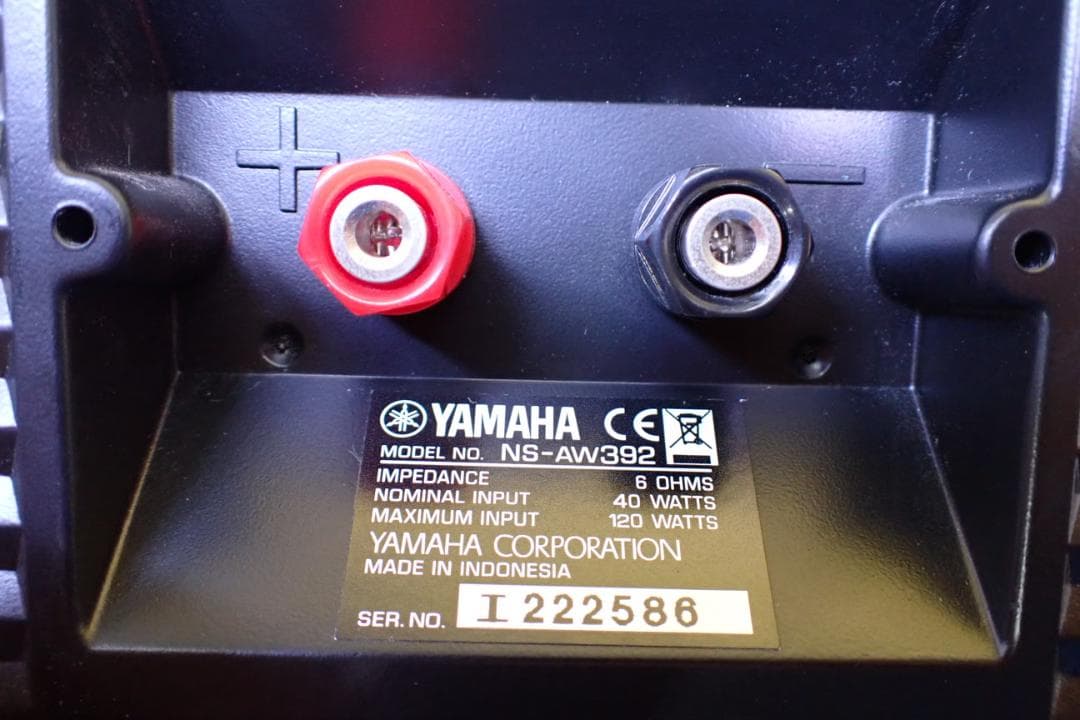 + −
YAMAHA CE
MODEL NO. NS-AW392
IMPEDANCE 6 OHMS
NOMINAL INPUT 40 WATTS
MAXIMUM INPUT 120 WATTS
YAMAHA CORPORATION
MADE IN INDONESIA
SER. NO. I 222586